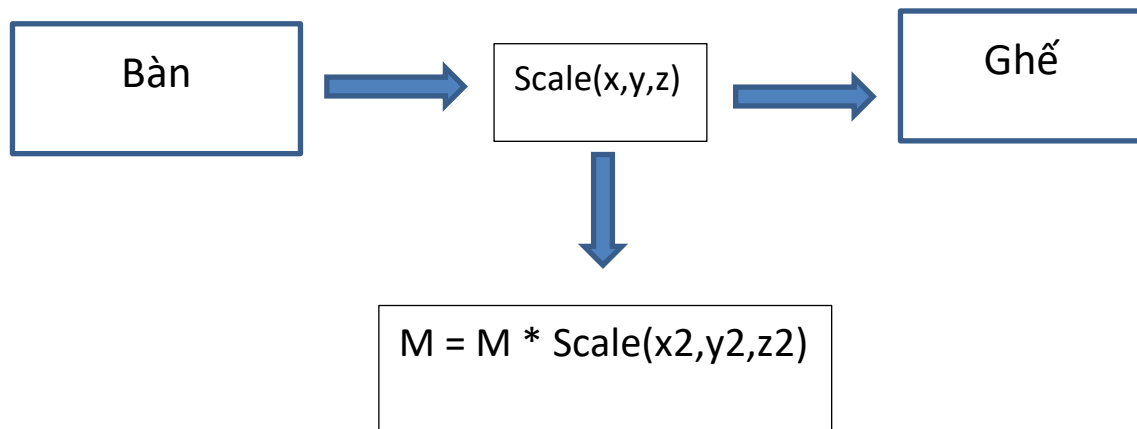 Bàn
Scale(x,y,z)
Ghế
M = M * Scale(x2,y2,z2)